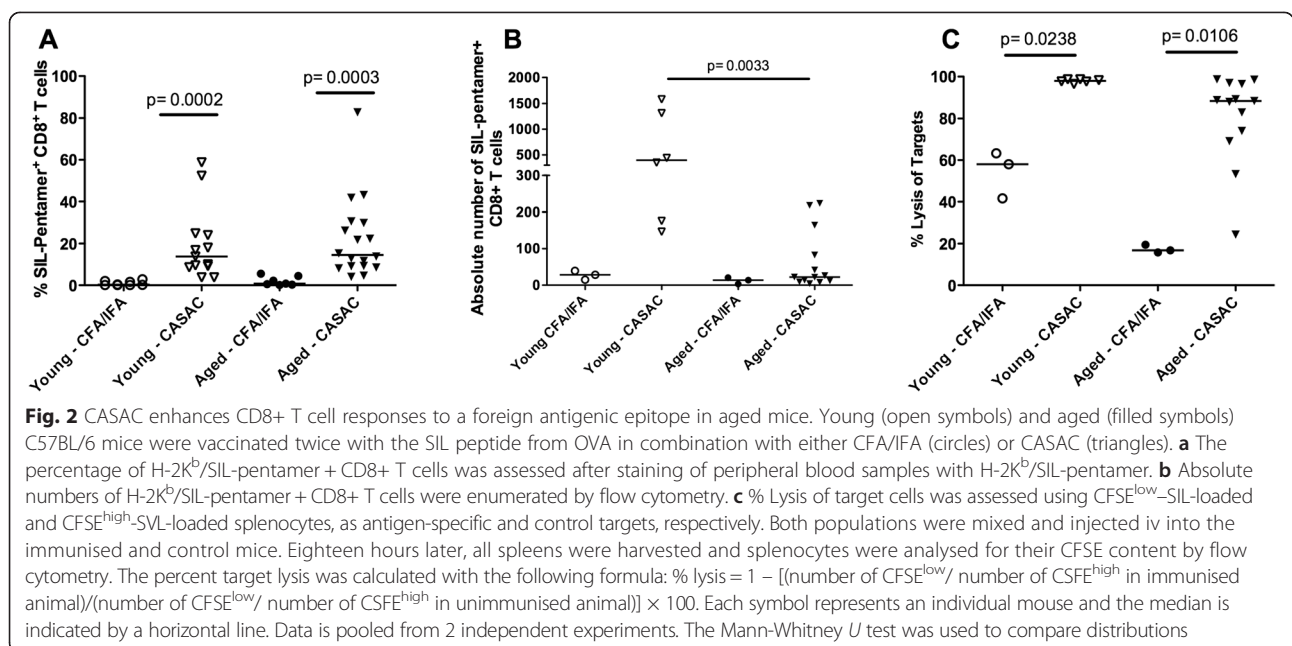 A
B
C
p= 0.0002
p= 0.0003
p= 0.0033
p= 0.0238
p= 0.0106
% SIL-Pentamer+ CD8+ T cells
100
80
60
40
20
0
Young - CFA/IFA
Young - CASAC
Aged - CFA/IFA
Aged - CASAC
Absolute number of SIL-pentamer+
CD8+ T cells
2000
1500
1000
500
300
200
100
0
Young CFA/IFA
Young - CASAC
Aged - CFA/IFA
Aged - CASAC
% Lysis of Targets
100
80
60
40
20
0
Young - CFA/IFA
Young - CASAC
Aged - CFA/IFA
Aged - CASAC
Fig. 2 CASAC enhances CD8+ T cell responses to a foreign antigenic epitope in aged mice. Young (open symbols) and aged (filled symbols)
C57BL/6 mice were vaccinated twice with the SIL peptide from OVA in combination with either CFA/IFA (circles) or CASAC (triangles). a The
percentage of H-2Kb/SIL-pentamer + CD8+ T cells was assessed after staining of peripheral blood samples with H-2Kb/SIL-pentamer. b Absolute
numbers of H-2Kb/SIL-pentamer + CD8+ T cells were enumerated by flow cytometry. c % Lysis of target cells was assessed using CFSElow–SIL-loaded
and CFSEhigh-SVL-loaded splenocytes, as antigen-specific and control targets, respectively. Both populations were mixed and injected iv into the
immunised and control mice. Eighteen hours later, all spleens were harvested and splenocytes were analysed for their CFSE content by flow
cytometry. The percent target lysis was calculated with the following formula: % lysis = 1 – [(number of CFSElow/ number of CSFEhigh in immunised
animal)/(number of CFSElow/ number of CSFEhigh in unimmunised animal)] × 100. Each symbol represents an individual mouse and the median is
indicated by a horizontal line. Data is pooled from 2 independent experiments. The Mann-Whitney U test was used to compare distributions